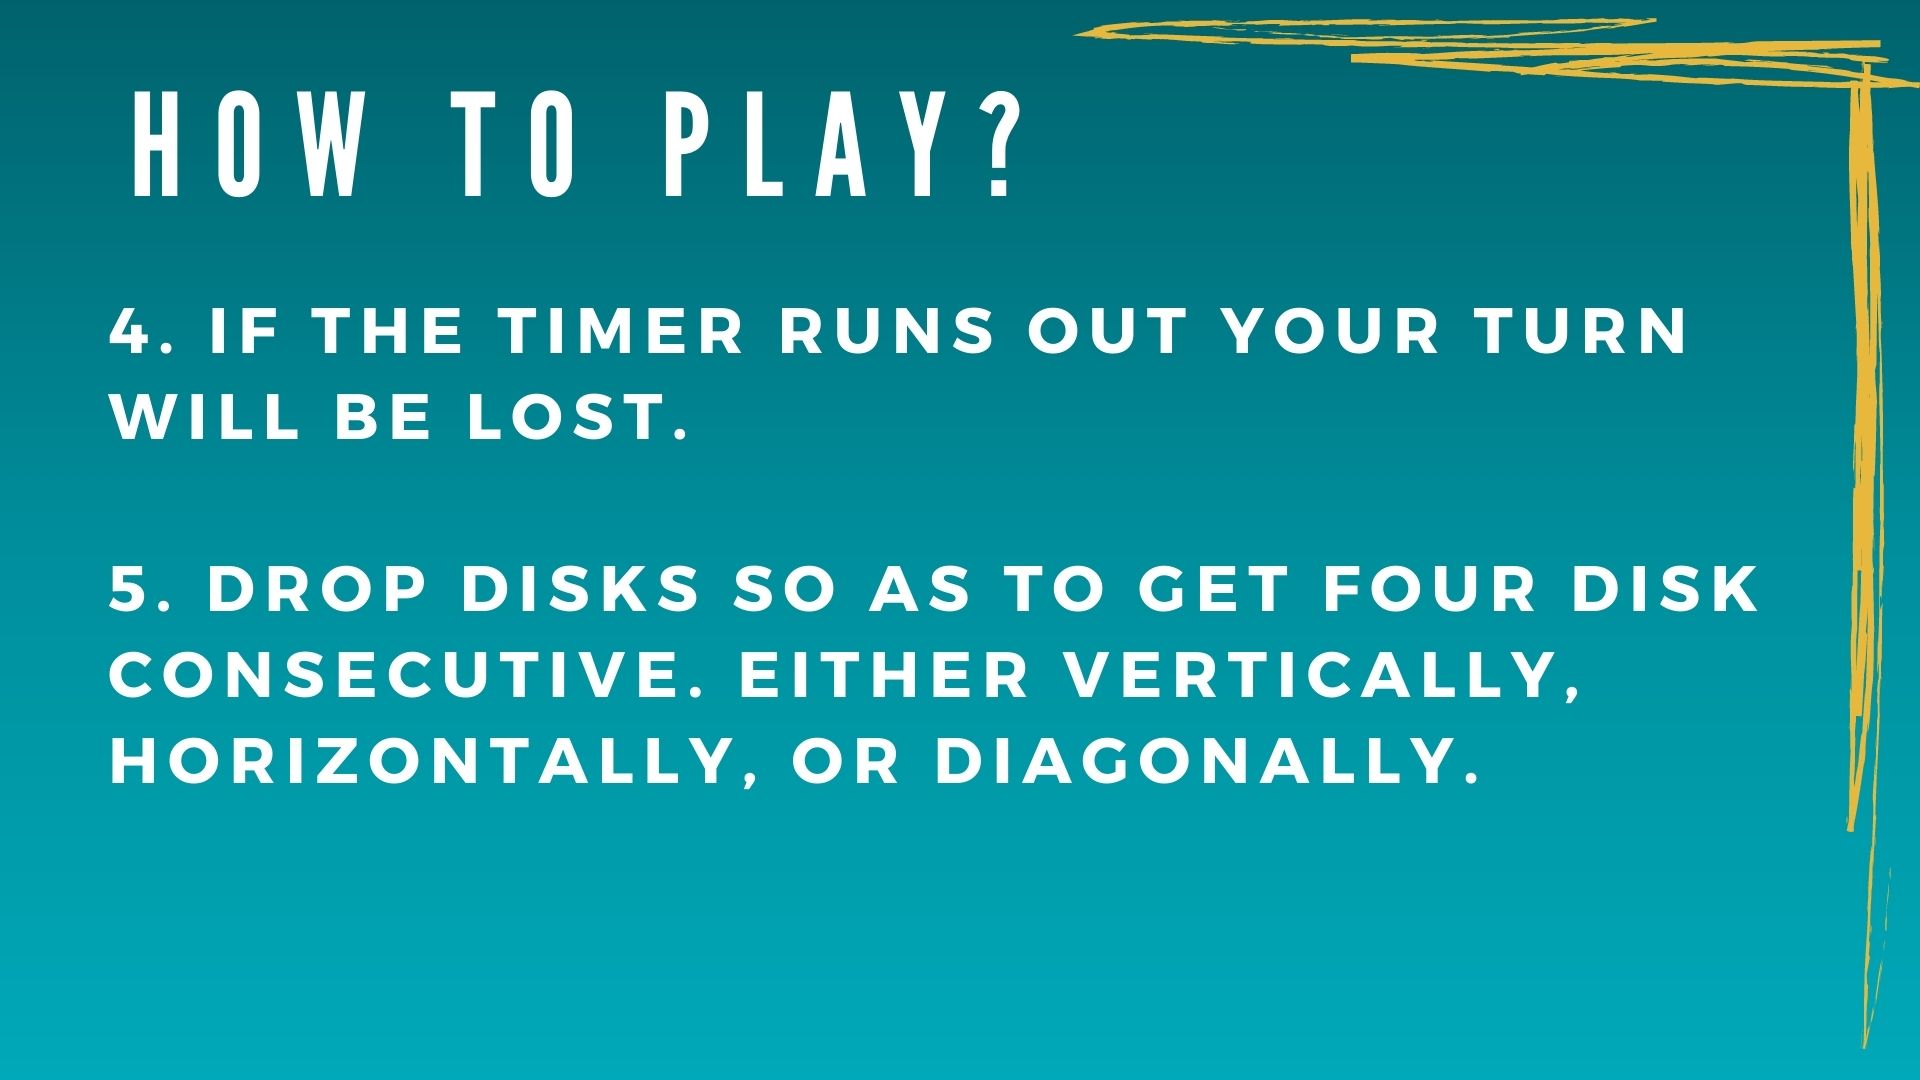 HOW TO PLAY?
4. IF THE TIMER RUNS OUT YOUR TURN
WILL BE LOST.
5. DROP DISKS SO AS TO GET FOUR DISK
CONSECUTIVE. EITHER VERTICALLY,
HORIZONTALLY, OR DIAGONALLY.